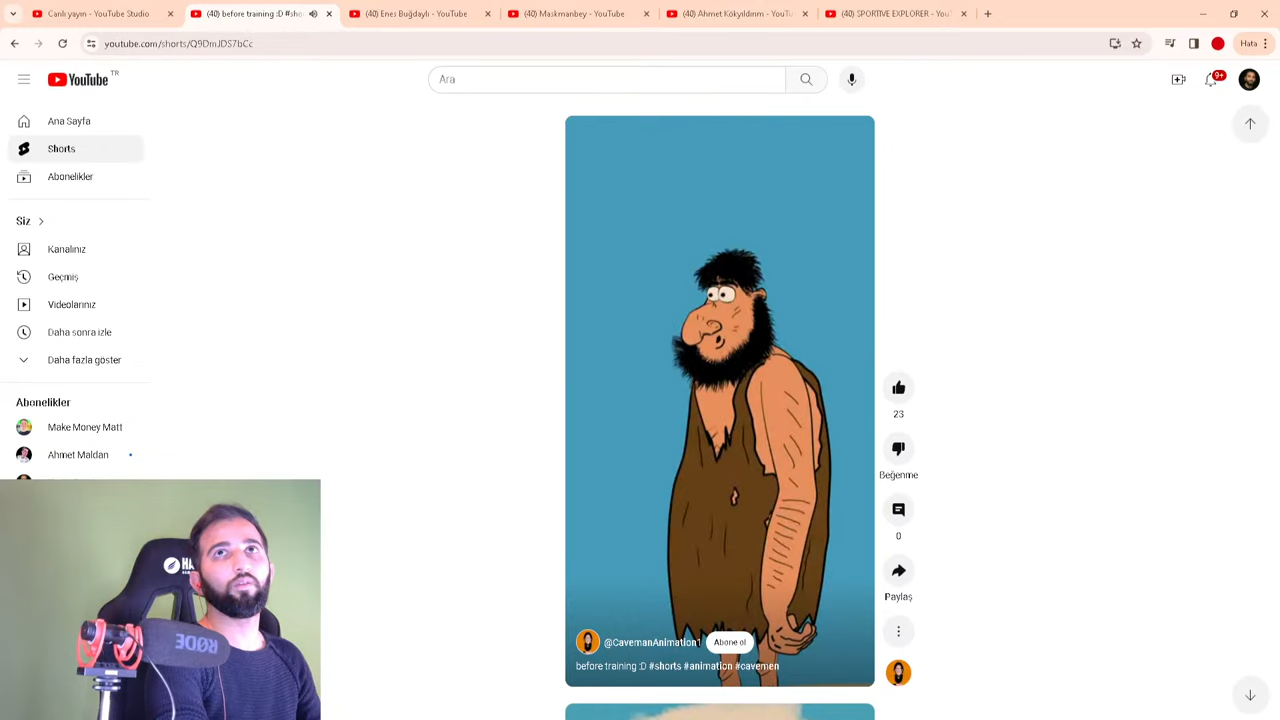 Canlı yayın - YouTube Studio
(40) before training :D #sho
(40) Enes Buğdaylı - YouTube
(40) Maskmanbey - YouTube
(40) Ahmet Kökyıldırım - YouTu
(40) SPORTIVE EXPLORER - You
youtube.com/shorts/Q9DmJDS7bCc
Hata
YouTube TR
Ara
9+
Ana Sayfa
Shorts
Abonelikler
Siz
Kanalınız
Geçmiş
Videolarınız
Daha sonra izle
Daha fazla göster
Abonelikler
Make Money Matt
Ahmet Maldan
23
Beğenme
0
Paylaş
@CavemanAnimation1
Abone ol
before training :D #shorts #animation #cavemen
HA
RØDE